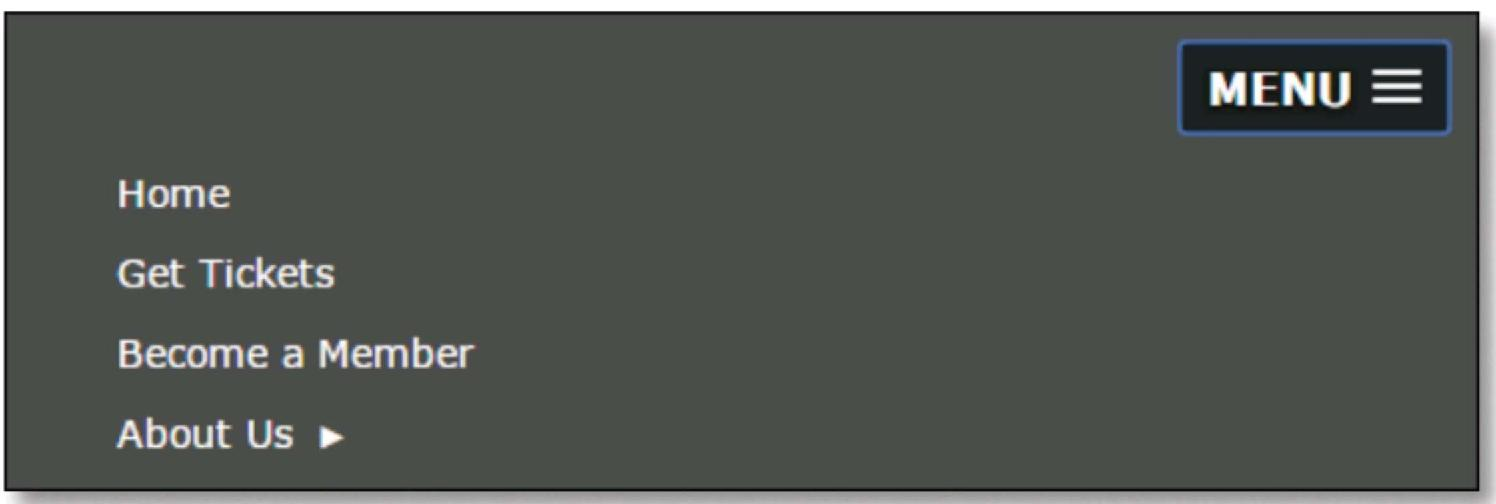 MENU
Home
Get Tickets
Become a Member
About Us ►